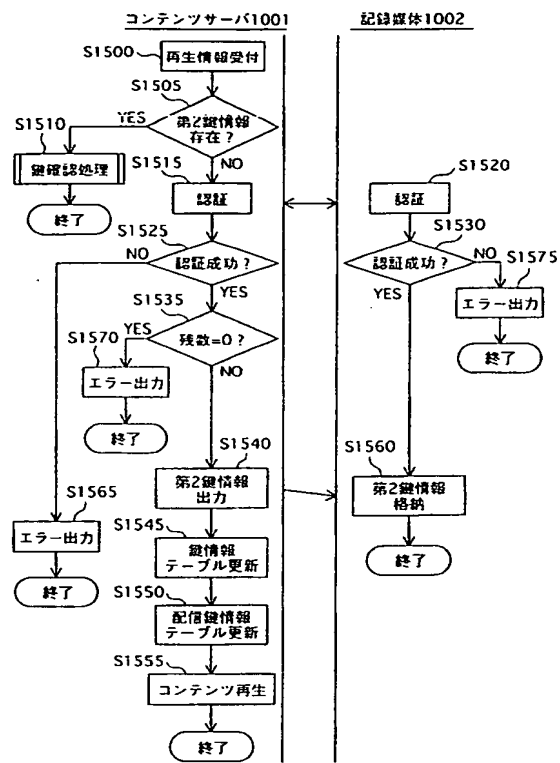 コンテンツサーバ1001
記録媒体1002
S1500
再生情報受付
S1505
第2鍵情報
存在？
YES
NO
S1510
鍵確認処理
終了
S1515
認証
S1520
認証
S1525
認証成功？
NO
YES
S1530
認証成功？
NO
YES
S1575
エラー出力
終了
S1535
残数=0？
YES
NO
S1570
エラー出力
終了
S1540
第2鍵情報
出力
S1560
第2鍵情報
格納
終了
S1565
エラー出力
終了
S1545
鍵情報
テーブル更新
S1550
配信鍵情報
テーブル更新
S1555
コンテンツ再生
終了